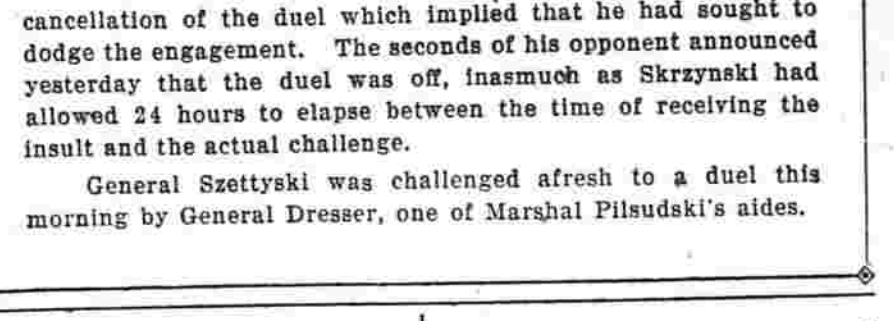 cancellation of the duel which implied that he had sought to
dodge the engagement. The seconds of his opponent announced
yesterday that the duel was off, inasmuch as Skrzynski had
allowed 24 hours to elapse between the time of receiving the
insult and the actual challenge.
General Szettyski was challenged afresh to a duel this
morning by General Dresser, one of Marshal Pilsudski's aides.